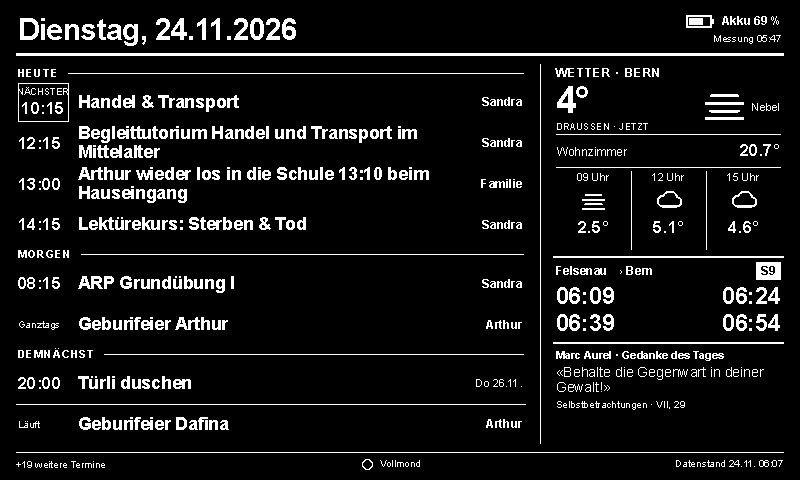 Dienstag, 24.11.2026
Akku 69 %
Messung 05:47
HEUTE
NÄCHSTER
10:15 Handel & Transport Sandra
12:15 Begleittutorium Handel und Transport im Mittelalter Sandra
13:00 Arthur wieder los in die Schule 13:10 beim Hauseingang Familie
14:15 Lektürekurs: Sterben & Tod Sandra
MORGEN
08:15 ARP Grundübung I Sandra
Ganztags Geburifeier Arthur Arthur
DEMNÄCHST
20:00 Türli duschen Do 26.11.
Läuft Geburifeier Dafina Arthur
WETTER · BERN
4°
Nebel
DRAUSSEN · JETZT
Wohnzimmer 20.7°
09 Uhr 12 Uhr 15 Uhr
2.5° 5.1° 4.6°
Felsenau › Bern S9
06:09 06:24
06:39 06:54
Marc Aurel · Gedanke des Tages
«Behalte die Gegenwart in deiner
Gewalt!»
Selbstbetrachtungen · VII, 29
+19 weitere Termine
Vollmond
Datenstand 24.11. 06:07